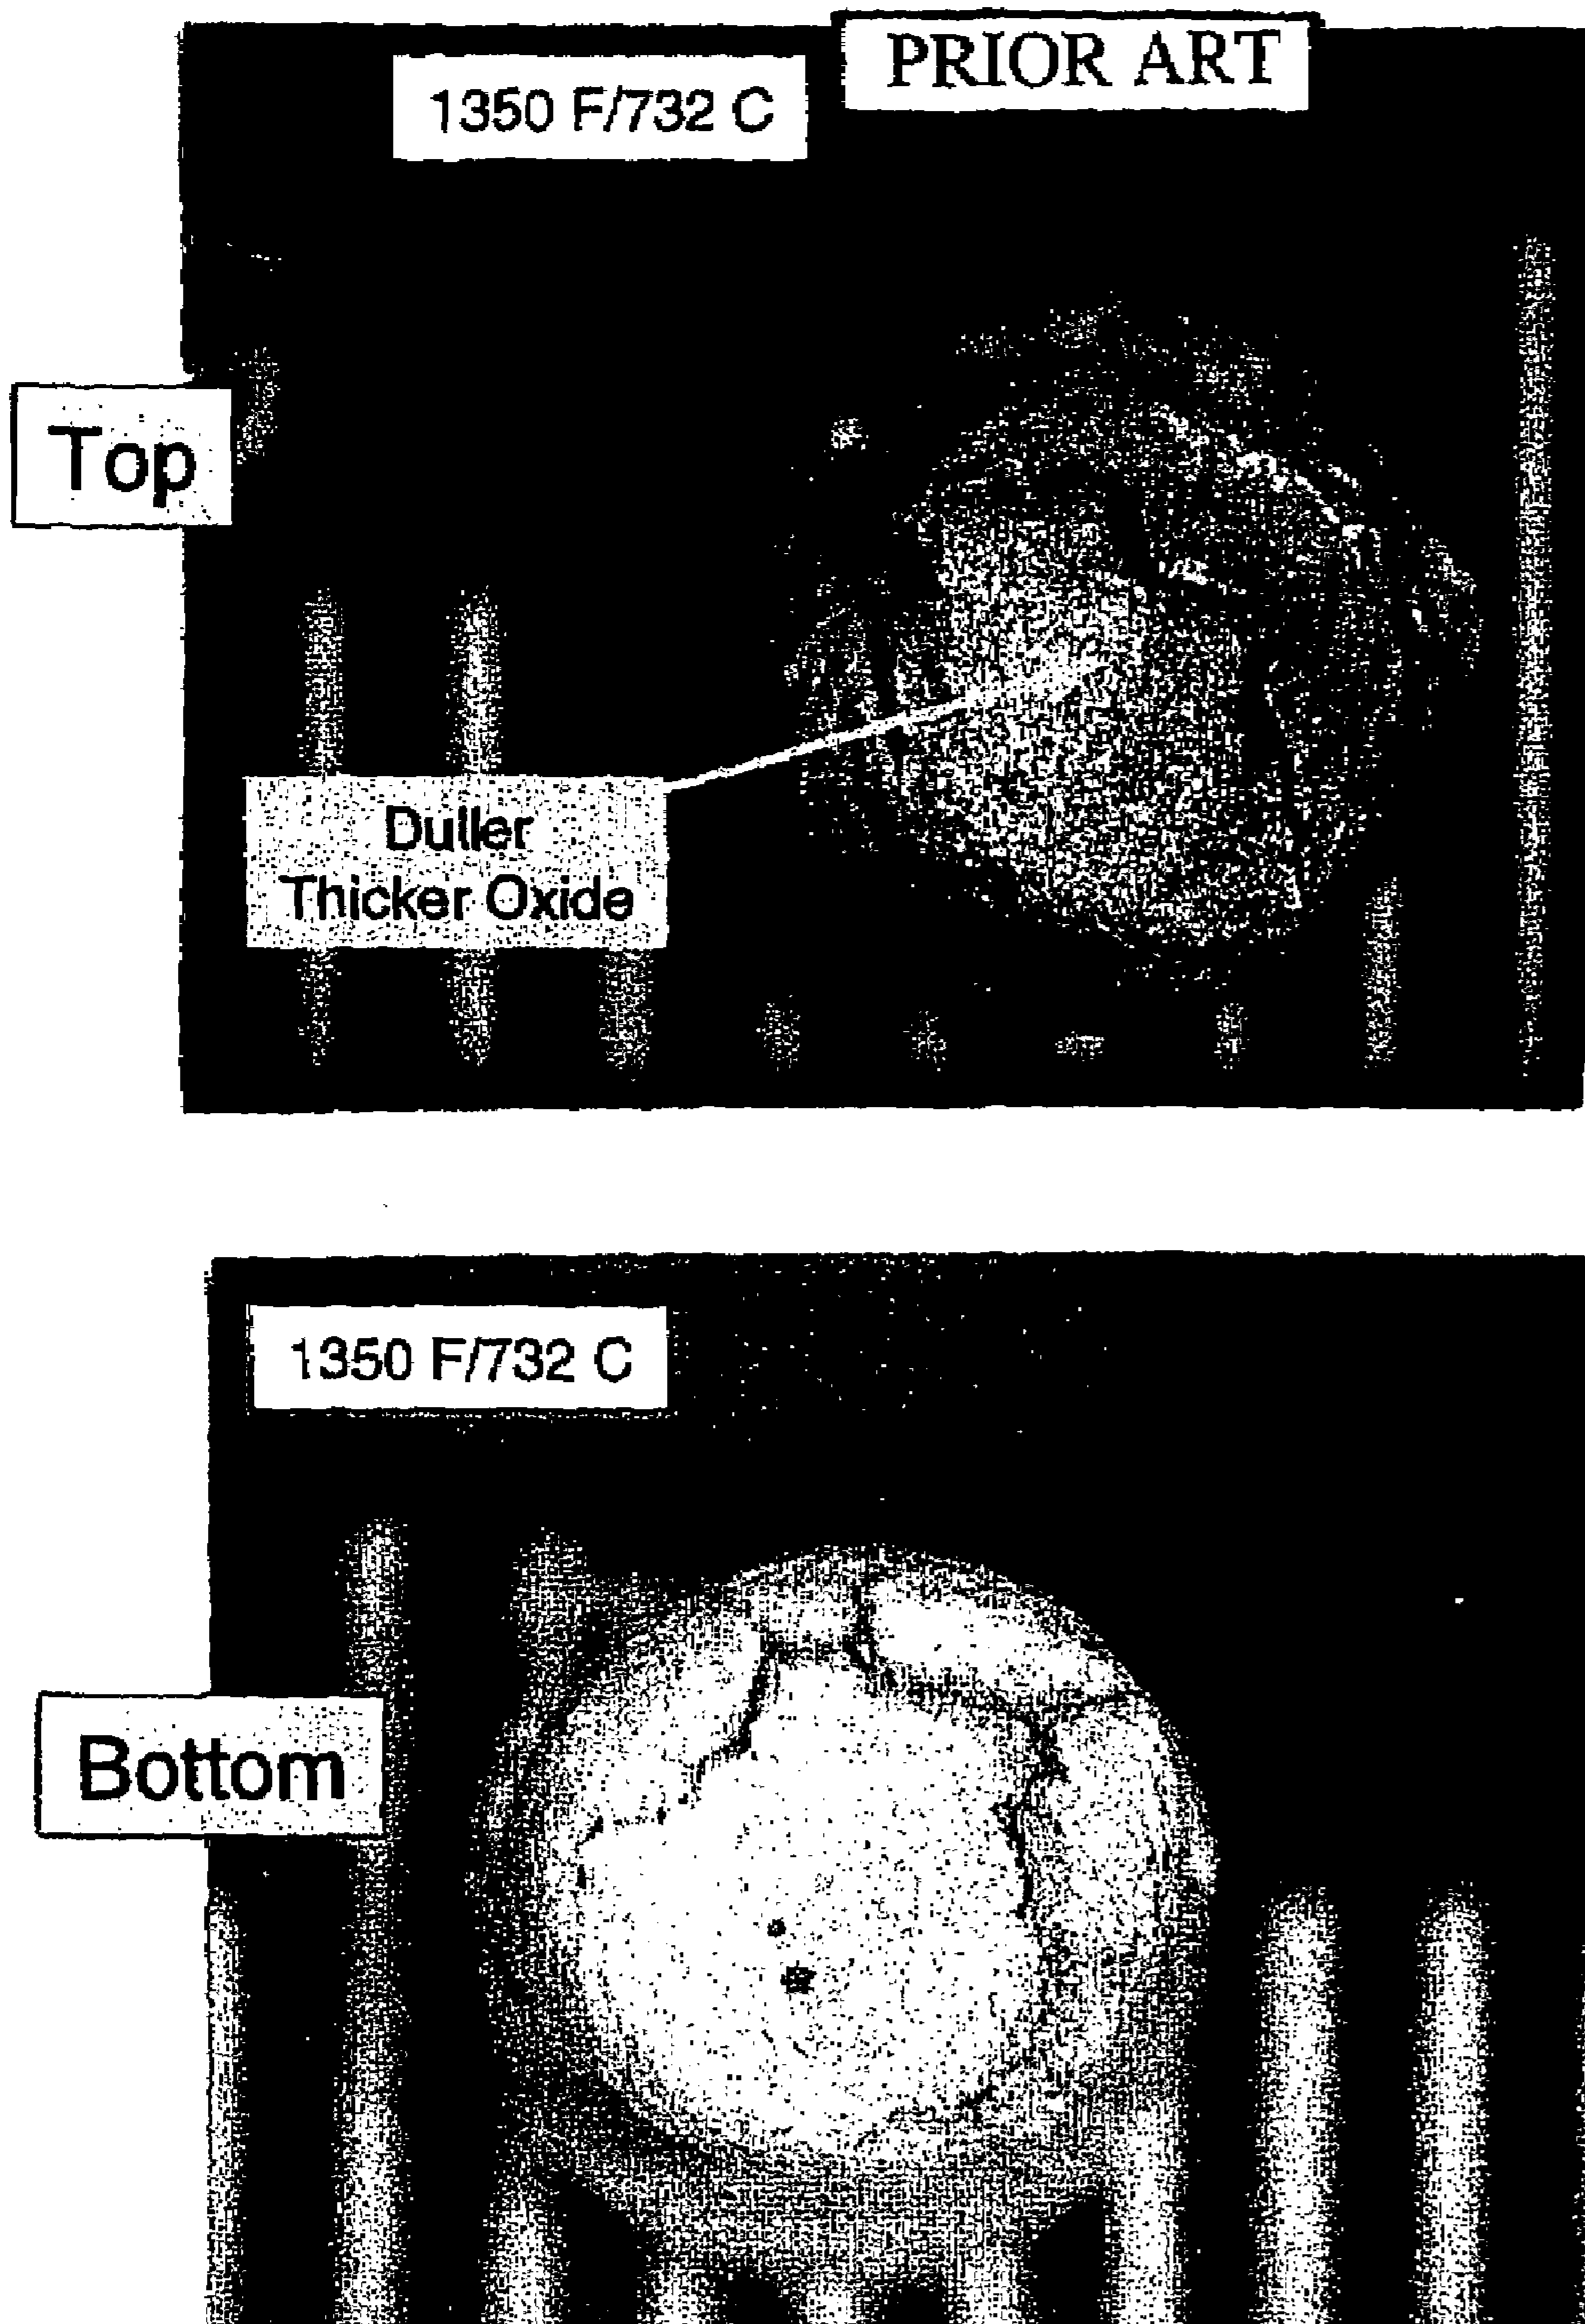 PRIOR ART
1350 F/732 C
Top
Duller
Thicker Oxide
1350 F/732 C
Bottom